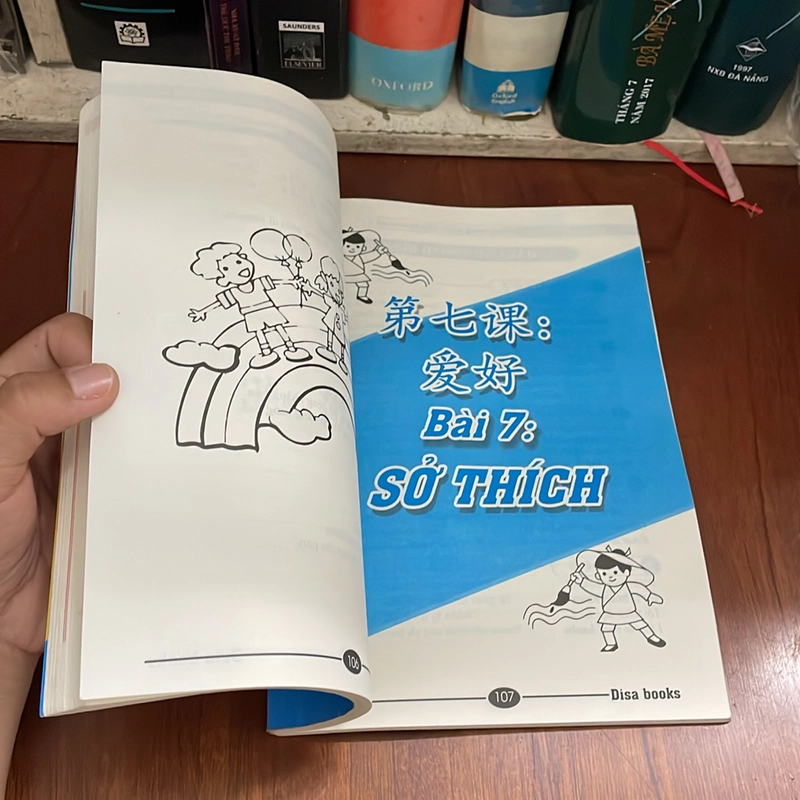 SAUNDERS
ELSEVIER
OXFORD
Oxford
English
THÁNG 7
NĂM 2017
1997
NXB ĐÀ NẴNG
106
第七课:
爱好
Bài 7:
SỞ THÍCH
107
Disa books